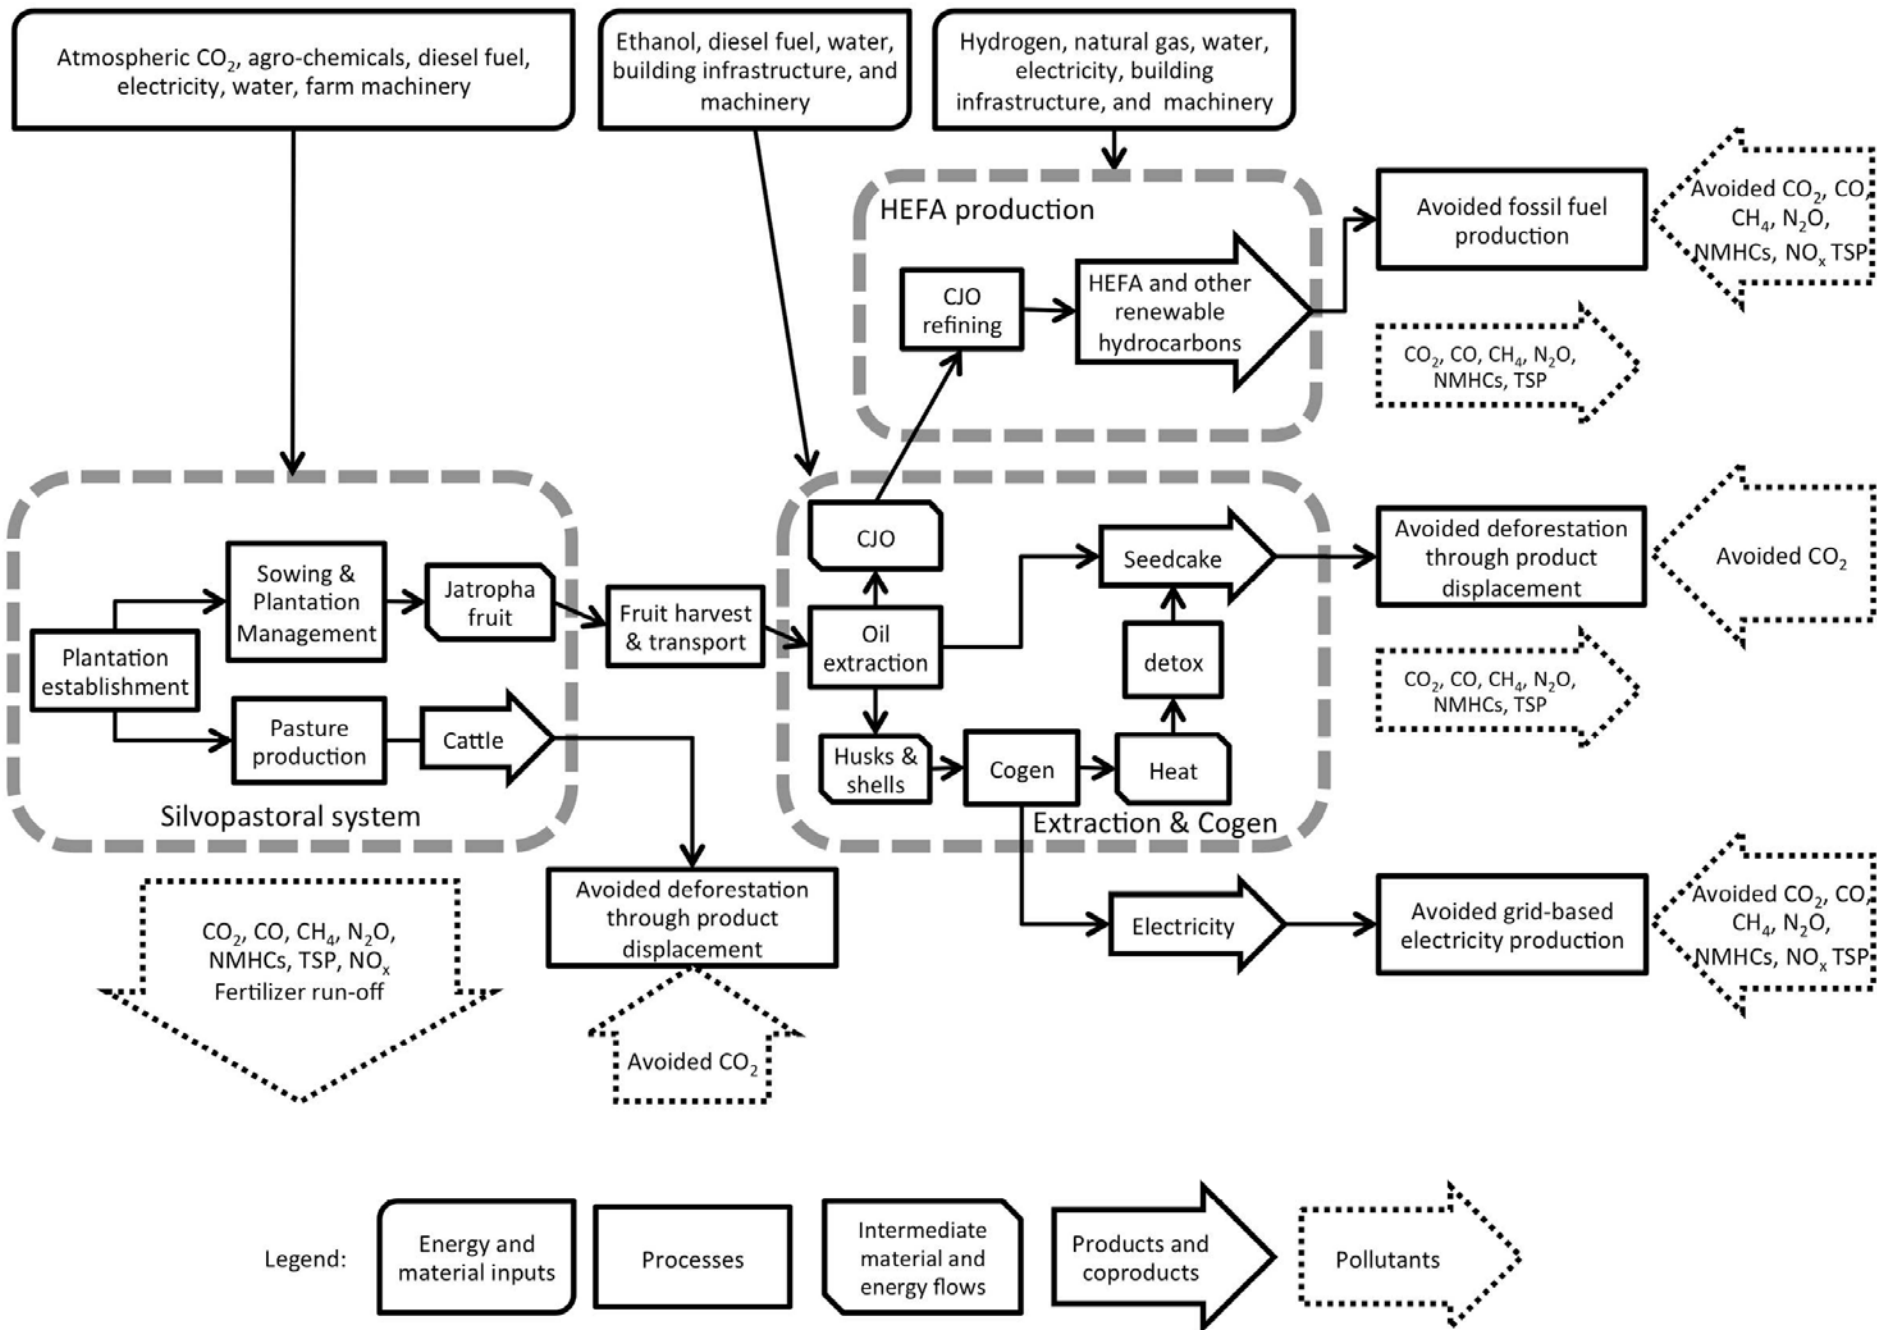 Atmospheric CO₂, agro-chemicals, diesel fuel,
electricity, water, farm machinery
Ethanol, diesel fuel, water,
building infrastructure, and
machinery
Hydrogen, natural gas, water,
electricity, building
infrastructure, and machinery
HEFA production
CJO
refining
HEFA and other
renewable
hydrocarbons
Avoided fossil fuel
production
Avoided CO₂, CO,
CH₄, N₂O,
NMHCs, NOₓ TSP
CO₂, CO, CH₄, N₂O,
NMHCs, TSP
Plantation
establishment
Sowing &
Plantation
Management
Jatropha
fruit
Pasture
production
Cattle
Silvopastoral system
Fruit harvest
& transport
CJO
Oil
extraction
Seedcake
detox
Husks &
shells
Cogen
Heat
Extraction & Cogen
Avoided deforestation
through product
displacement
Avoided CO₂
CO₂, CO, CH₄, N₂O,
NMHCs, TSP
CO₂, CO, CH₄, N₂O,
NMHCs, TSP, NOₓ
Fertilizer run-off
Avoided deforestation
through product
displacement
Avoided CO₂
Electricity
Avoided grid-based
electricity production
Avoided CO₂, CO,
CH₄, N₂O,
NMHCs, NOₓ TSP
Legend:
Energy and
material inputs
Processes
Intermediate
material and
energy flows
Products and
coproducts
Pollutants